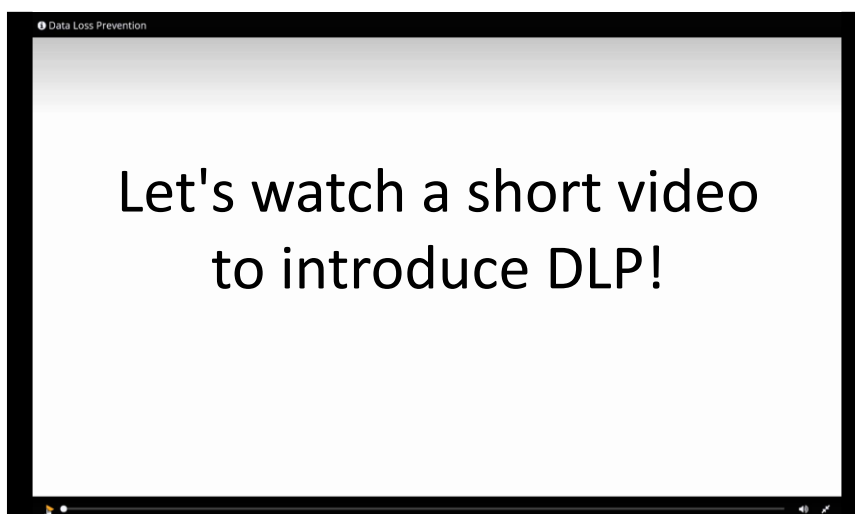 Data Loss Prevention
Let's watch a short video
to introduce DLP!